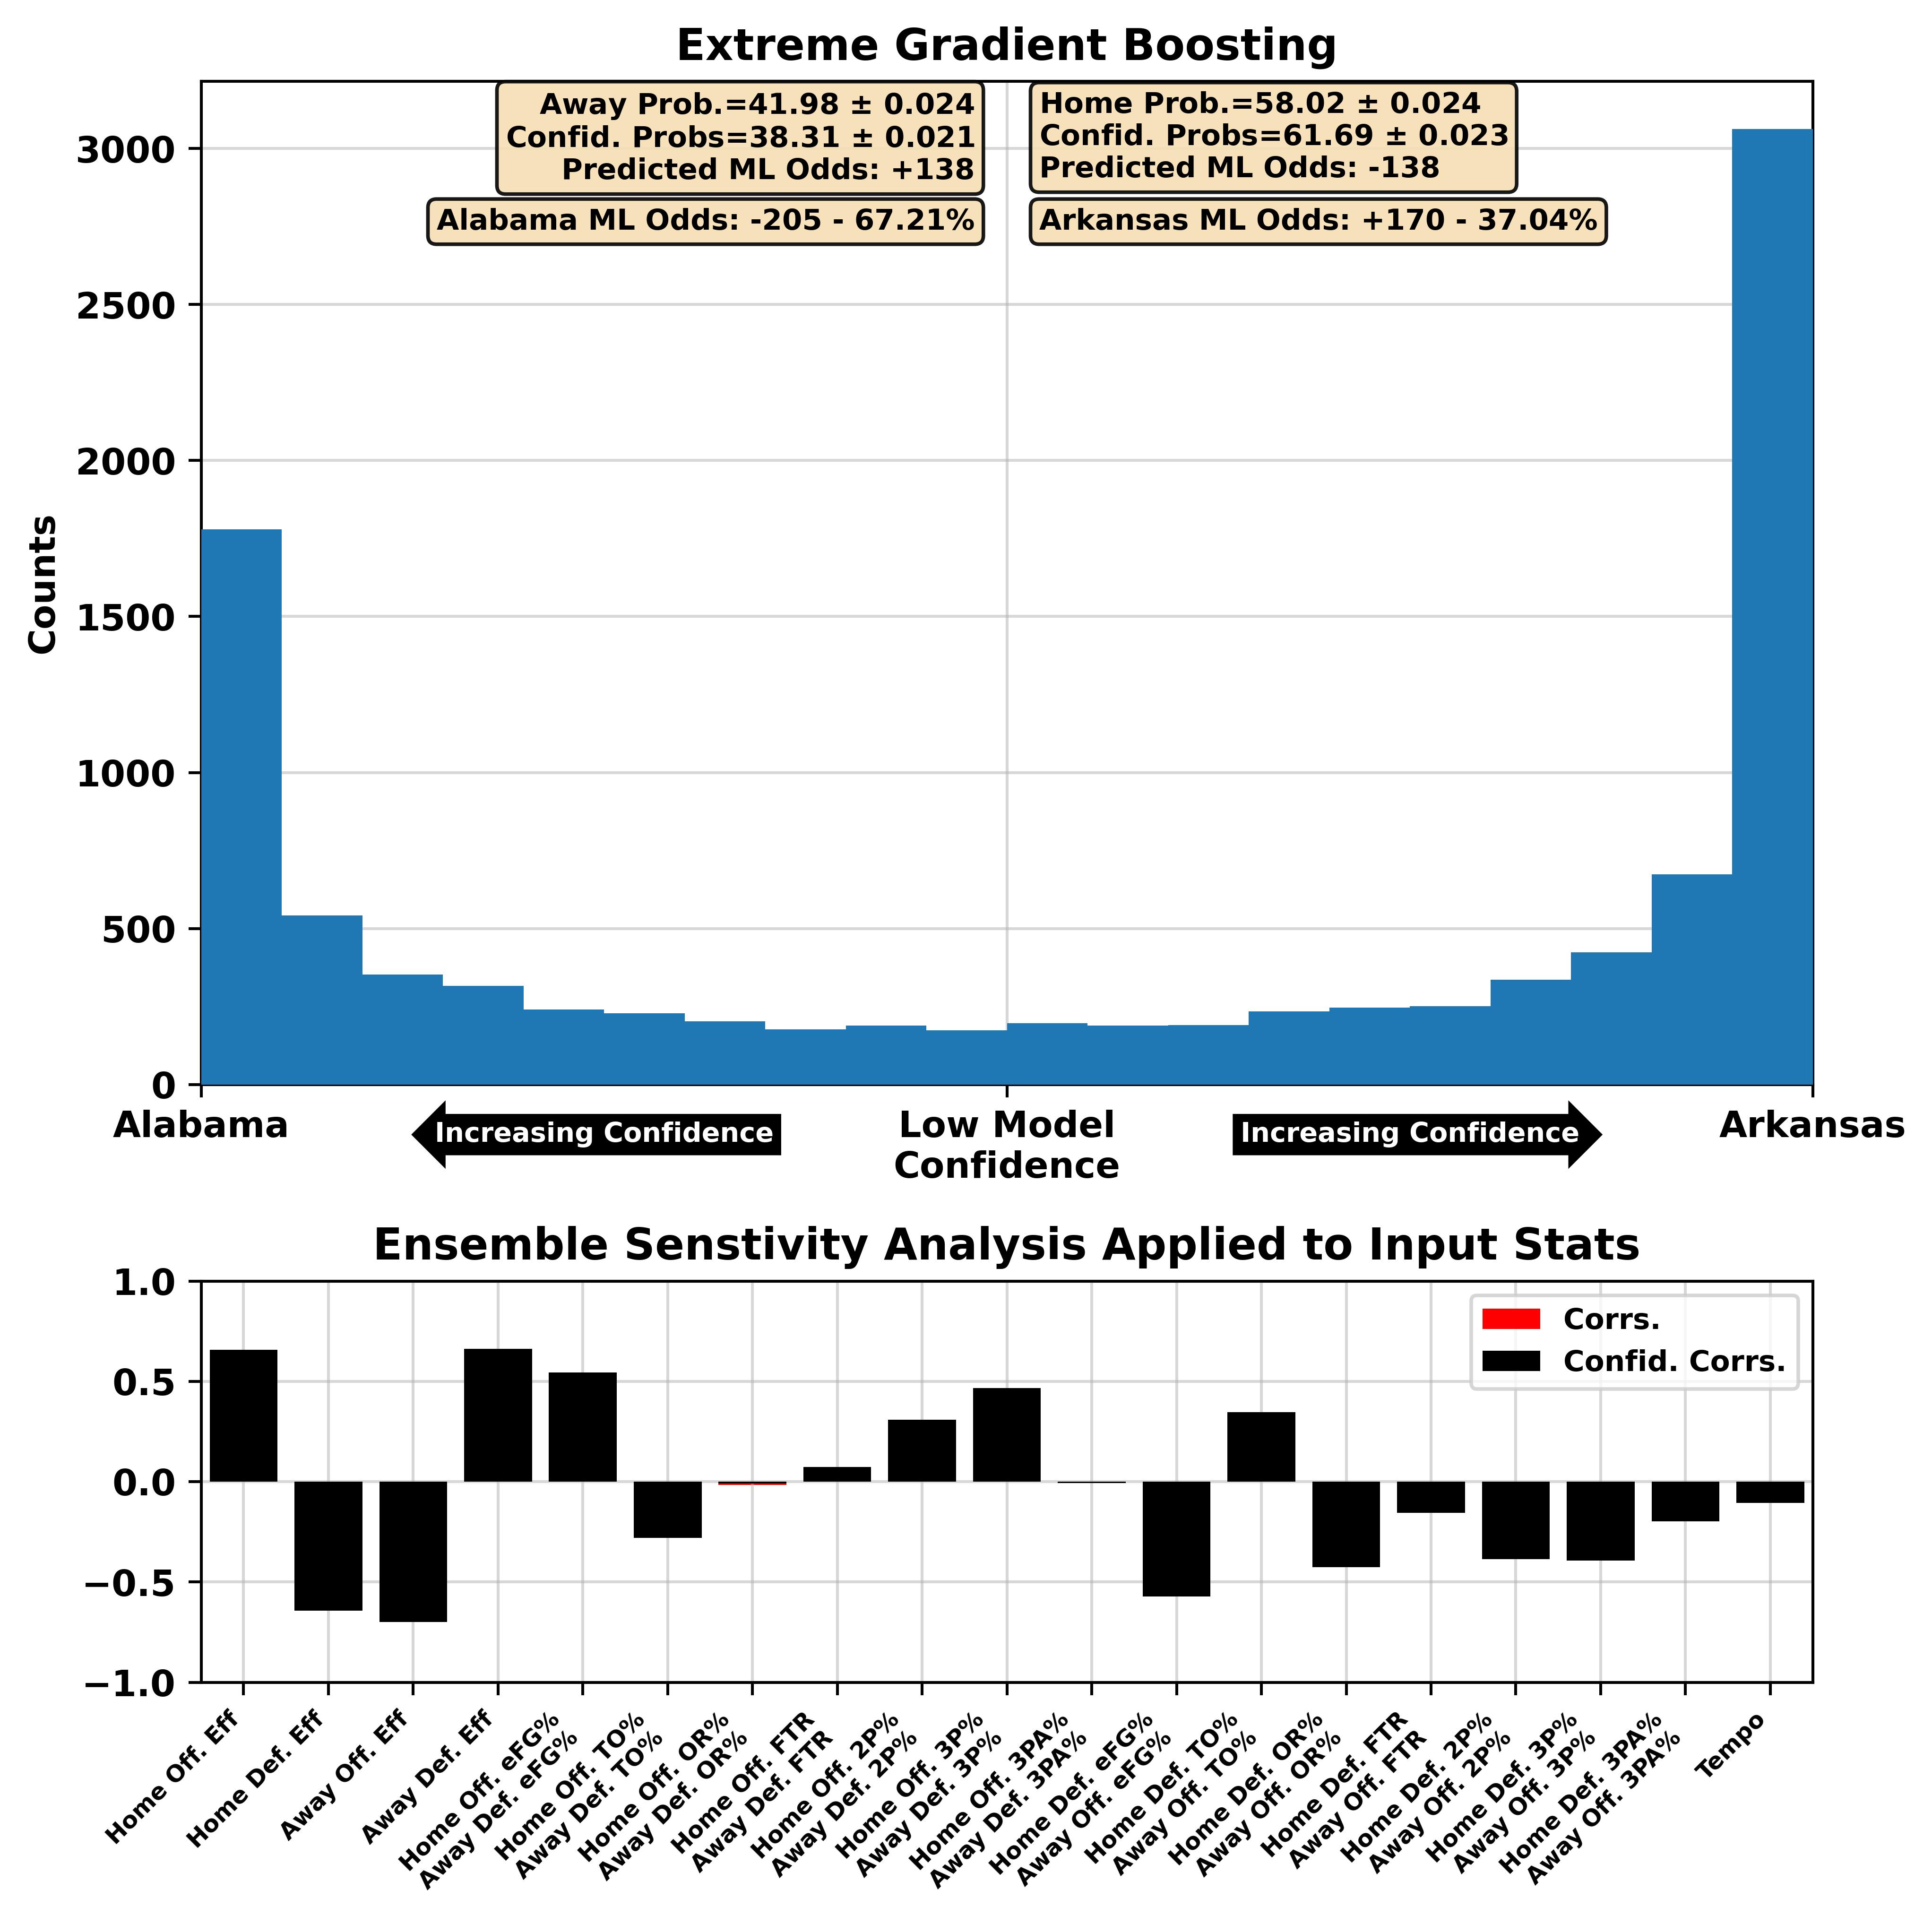 Extreme Gradient Boosting
Away Prob.=41.98 ± 0.024
Confid. Probs=38.31 ± 0.021
Predicted ML Odds: +138
Home Prob.=58.02 ± 0.024
Confid. Probs=61.69 ± 0.023
Predicted ML Odds: -138
Alabama ML Odds: -205 - 67.21%
Arkansas ML Odds: +170 - 37.04%
3000
2500
2000
1500
1000
500
0
Counts
Alabama
Increasing Confidence
Low Model
Confidence
Increasing Confidence
Arkansas
Ensemble Senstivity Analysis Applied to Input Stats
1.0
0.5
0.0
−0.5
−1.0
Corrs.
Confid. Corrs.
Home Off. Eff
Home Def. Eff
Away Off. Eff
Away Def. Eff
Home Off. eFG%
Away Def. eFG%
Home Off. TO%
Away Def. TO%
Home Off. OR%
Away Def. OR%
Home Off. FTR
Away Def. FTR
Home Off. 2P%
Away Def. 2P%
Home Off. 3P%
Away Def. 3P%
Home Off. 3PA%
Away Def. 3PA%
Home Def. eFG%
Away Off. eFG%
Home Def. TO%
Away Off. TO%
Home Def. OR%
Away Off. OR%
Home Def. FTR
Away Off. FTR
Home Def. 2P%
Away Off. 2P%
Home Def. 3P%
Away Off. 3P%
Home Def. 3PA%
Away Off. 3PA%
Tempo